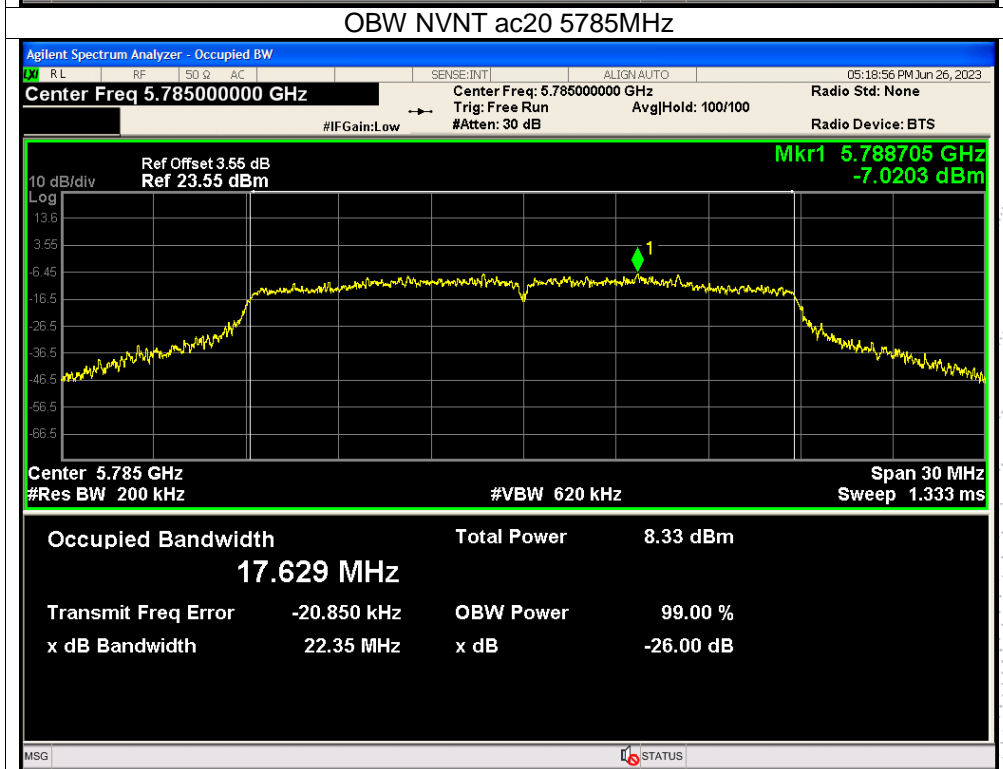 OBW NVNT ac20 5785MHz
Agilent Spectrum Analyzer - Occupied BW
LXI RL RF 50 Ω AC SENSE:INT ALIGN AUTO 05:18:56 PM Jun 26, 2023
Center Freq 5.785000000 GHz Center Freq: 5.785000000 GHz Radio Std: None
Trig: Free Run Avg|Hold: 100/100
#IFGain:Low #Atten: 30 dB Radio Device: BTS
Mkr1 5.788705 GHz
Ref Offset 3.55 dB
10 dB/div Ref 23.55 dBm -7.0203 dBm
Log
13.6
3.55
1
-6.45
-16.5
-26.5
-36.5
-46.5
-56.5
-66.5
Center 5.785 GHz Span 30 MHz
#Res BW 200 kHz #VBW 620 kHz Sweep 1.333 ms
Occupied Bandwidth Total Power 8.33 dBm
17.629 MHz
Transmit Freq Error -20.850 kHz OBW Power 99.00 %
x dB Bandwidth 22.35 MHz x dB -26.00 dB
MSG STATUS